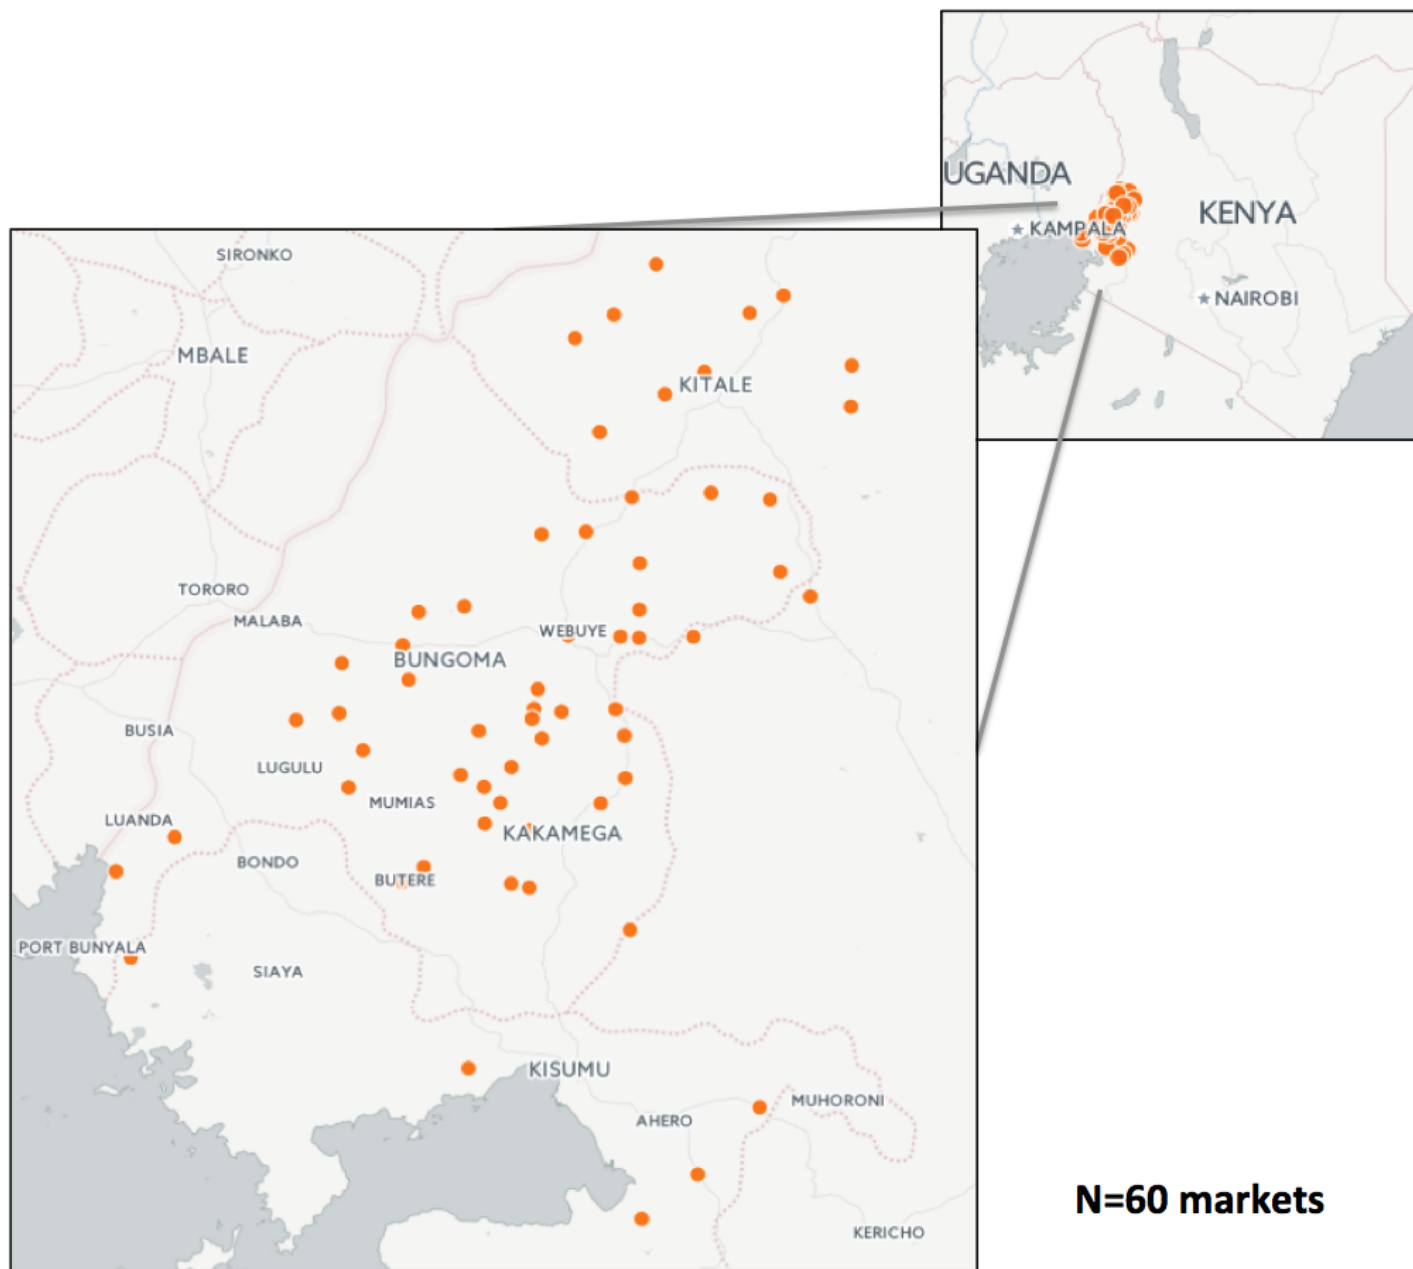 UGANDA
KENYA
KAMPALA
NAIROBI
SIRONKO
MBALE
KITALE
TORORO
MALABA
WEBUYE
BUNGOMA
BUSIA
LUGULU
MUMIAS
LUANDA
KAKAMEGA
BONDO
BUTERE
PORT BUNYALA
SIAYA
KISUMU
MUHORONI
AHERO
N=60 markets
KERICHO